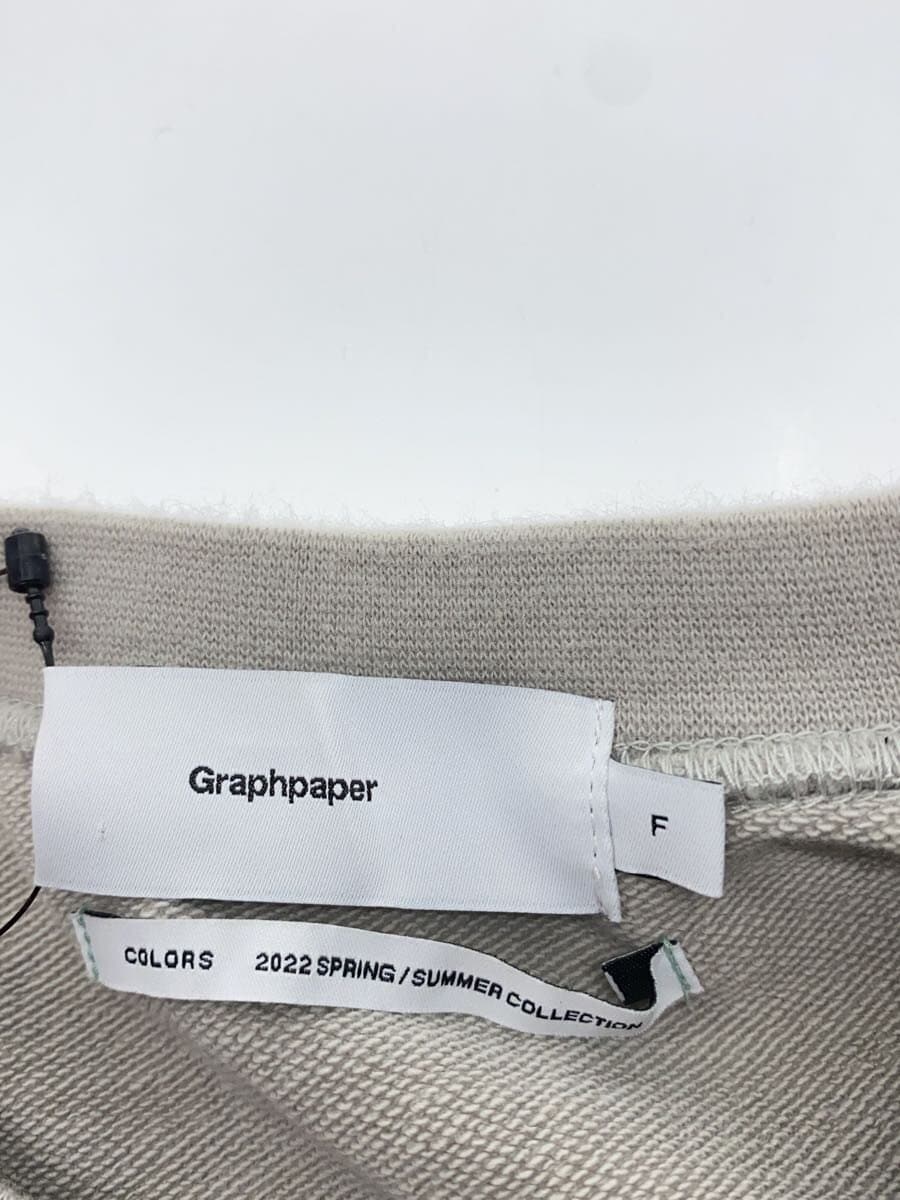 Graphpaper
F
COLORS 2022 SPRING / SUMMER COLLECTION